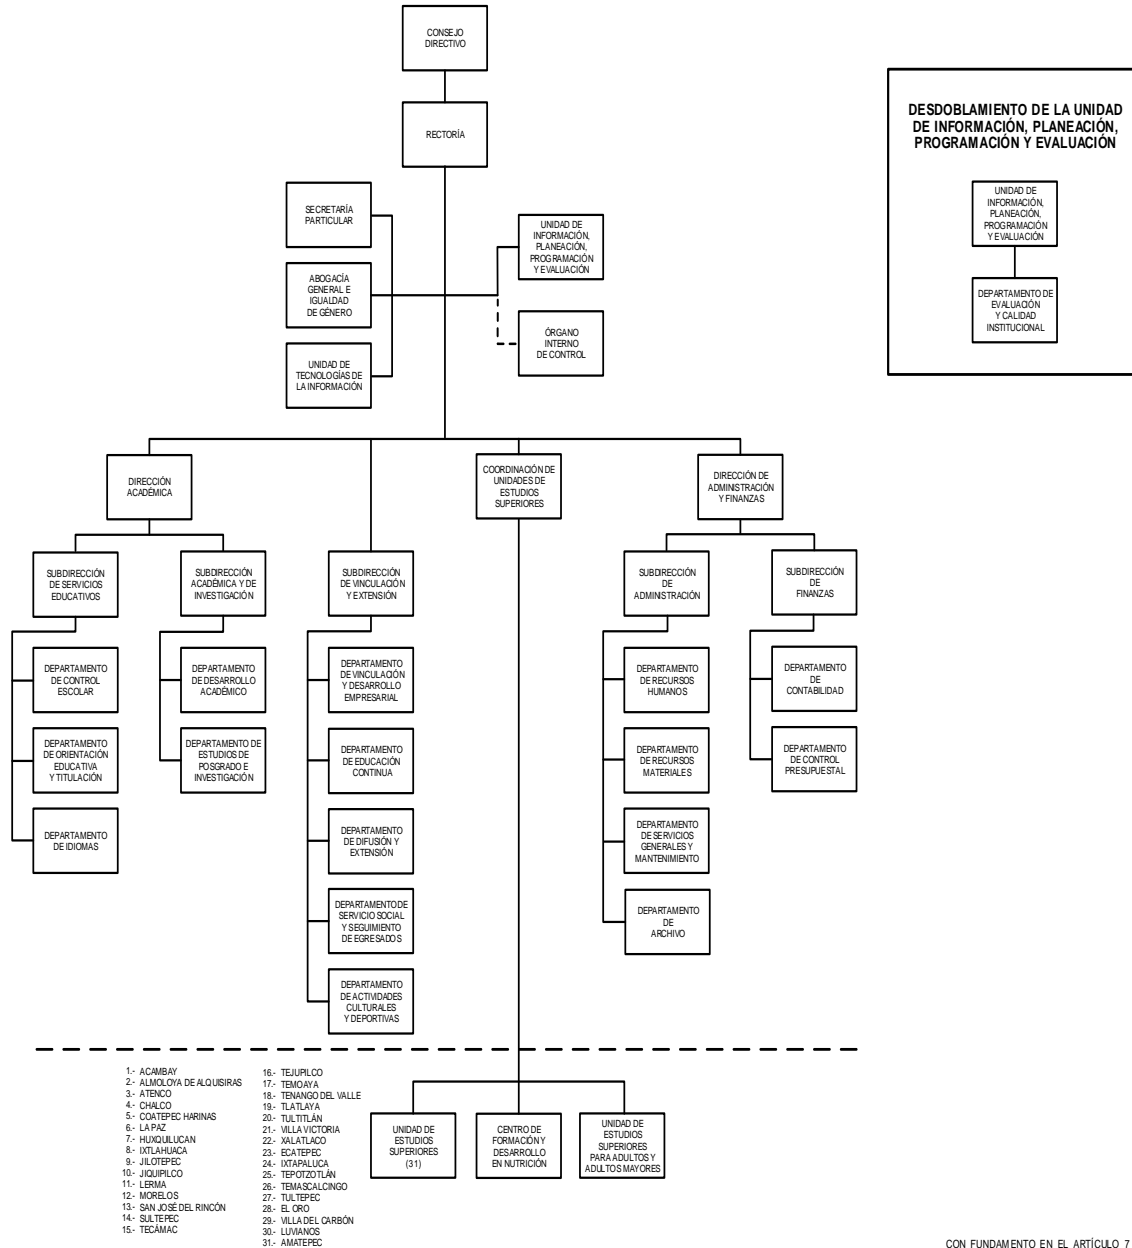 CONSEJO
DIRECTIVO
RECTORÍA
SECRETARÍA
PARTICULAR
ABOGACÍA
GENERAL E
IGUALDAD
DE GÉNERO
UNIDAD DE
TECNOLOGÍAS DE
LA INFORMACIÓN
UNIDAD DE
INFORMACIÓN,
PLANEACIÓN,
PROGRAMACIÓN
Y EVALUACIÓN
ÓRGANO
INTERNO
DE CONTROL
DESDOBLAMIENTO DE LA UNIDAD
DE INFORMACIÓN, PLANEACIÓN,
PROGRAMACIÓN Y EVALUACIÓN
UNIDAD DE
INFORMACIÓN,
PLANEACIÓN,
PROGRAMACIÓN
Y EVALUACIÓN
DEPARTAMENTO DE
EVALUACIÓN
Y CALIDAD
INSTITUCIONAL
DIRECCIÓN
ACADÉMICA
COORDINACIÓN DE
UNIDADES DE
ESTUDIOS
SUPERIORES
DIRECCIÓN DE
ADMINISTRACIÓN
Y FINANZAS
SUBDIRECCIÓN
DE SERVICIOS
EDUCATIVOS
SUBDIRECCIÓN
ACADÉMICA Y DE
INVESTIGACIÓN
SUBDIRECCIÓN
DE VINCULACIÓN
Y EXTENSIÓN
SUBDIRECCIÓN
DE
ADMINISTRACIÓN
SUBDIRECCIÓN
DE
FINANZAS
DEPARTAMENTO
DE CONTROL
ESCOLAR
DEPARTAMENTO
DE ORIENTACIÓN
EDUCATIVA
Y TITULACIÓN
DEPARTAMENTO
DE IDIOMAS
DEPARTAMENTO
DE DESARROLLO
ACADÉMICO
DEPARTAMENTO DE
ESTUDIOS DE
POSGRADO E
INVESTIGACIÓN
DEPARTAMENTO
DE VINCULACIÓN
Y DESARROLLO
EMPRESARIAL
DEPARTAMENTO
DE EDUCACIÓN
CONTINUA
DEPARTAMENTO
DE DIFUSIÓN Y
EXTENSIÓN
DEPARTAMENTO DE
SERVICIO SOCIAL
Y SEGUIMIENTO
DE EGRESADOS
DEPARTAMENTO
DE ACTIVIDADES
CULTURALES
Y DEPORTIVAS
DEPARTAMENTO
DE RECURSOS
HUMANOS
DEPARTAMENTO
DE RECURSOS
MATERIALES
DEPARTAMENTO
DE SERVICIOS
GENERALES Y
MANTENIMIENTO
DEPARTAMENTO
DE
ARCHIVO
DEPARTAMENTO
DE
CONTABILIDAD
DEPARTAMENTO
DE CONTROL
PRESUPUESTAL
1.- ACAMBAY
2.- ALMOLOYA DE ALQUISIRAS
3.- ATENCO
4.- CHALCO
5.- COATEPEC HARINAS
6.- LA PAZ
7.- HUIXQUILUCAN
8.- IXTLAHUACA
9.- JILOTEPEC
10.- JIQUIPILCO
11.- LERMA
12.- MORELOS
13.- SAN JOSÉ DEL RINCÓN
14.- SULTEPEC
15.- TECÁMAC
16.- TEJUPILCO
17.- TEMOAYA
18.- TENANGO DEL VALLE
19.- TLATLAYA
20.- TULTITLÁN
21.- VILLA VICTORIA
22.- XALATLACO
23.- ECATEPEC
24.- IXTAPALUCA
25.- TEPOTZOTLÁN
26.- TEMASCALCINGO
27.- TULTEPEC
28.- EL ORO
29.- VILLA DEL CARBÓN
30.- LUVIANOS
31.- AMATEPEC
UNIDAD DE
ESTUDIOS
SUPERIORES
(31)
CENTRO DE
FORMACIÓN Y
DESARROLLO
EN NUTRICIÓN
UNIDAD DE
ESTUDIOS
SUPERIORES
PARA ADULTOS Y
ADULTOS MAYORES
CON FUNDAMENTO EN EL ARTÍCULO 7